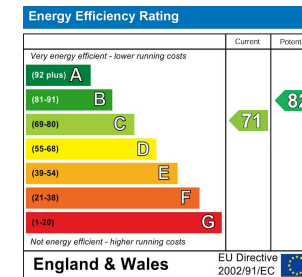 Energy Efficiency Rating
Current
Very energy efficient - lower running costs
(92 plus) A
(81-91) B
(69-80) C
71
(55-68) D
(39-54) E
(21-38) F
(1-20) G
Not energy efficient - higher running costs
England & Wales
EU Directive
2002/91/EC